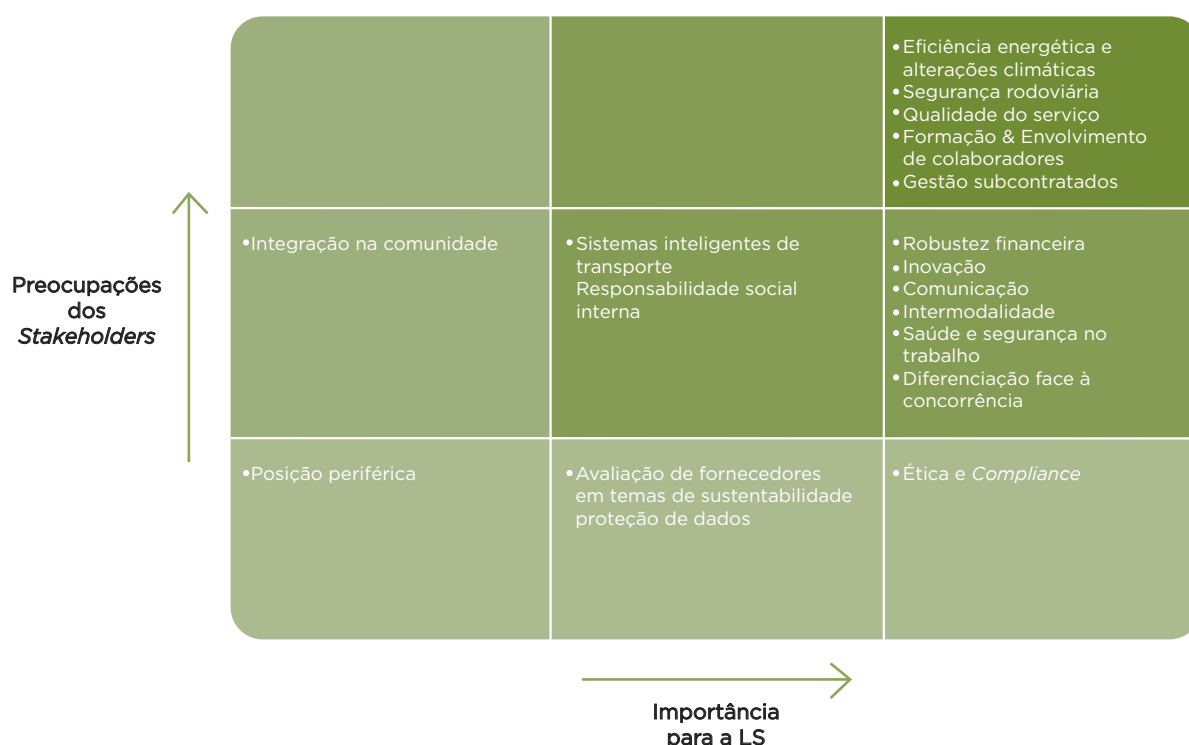 • Eficiência energética e
alterações climáticas
• Segurança rodoviária
• Qualidade do serviço
• Formação & Envolvimento
de colaboradores
• Gestão subcontratados
Preocupações
dos
Stakeholders
• Integração na comunidade
• Sistemas inteligentes de
transporte
Responsabilidade social
interna
• Robustez financeira
• Inovação
• Comunicação
• Intermodalidade
• Saúde e segurança no
trabalho
• Diferenciação face à
concorrência
• Posição periférica
• Avaliação de fornecedores
em temas de sustentabilidade
proteção de dados
• Ética e Compliance
Importância
para a LS